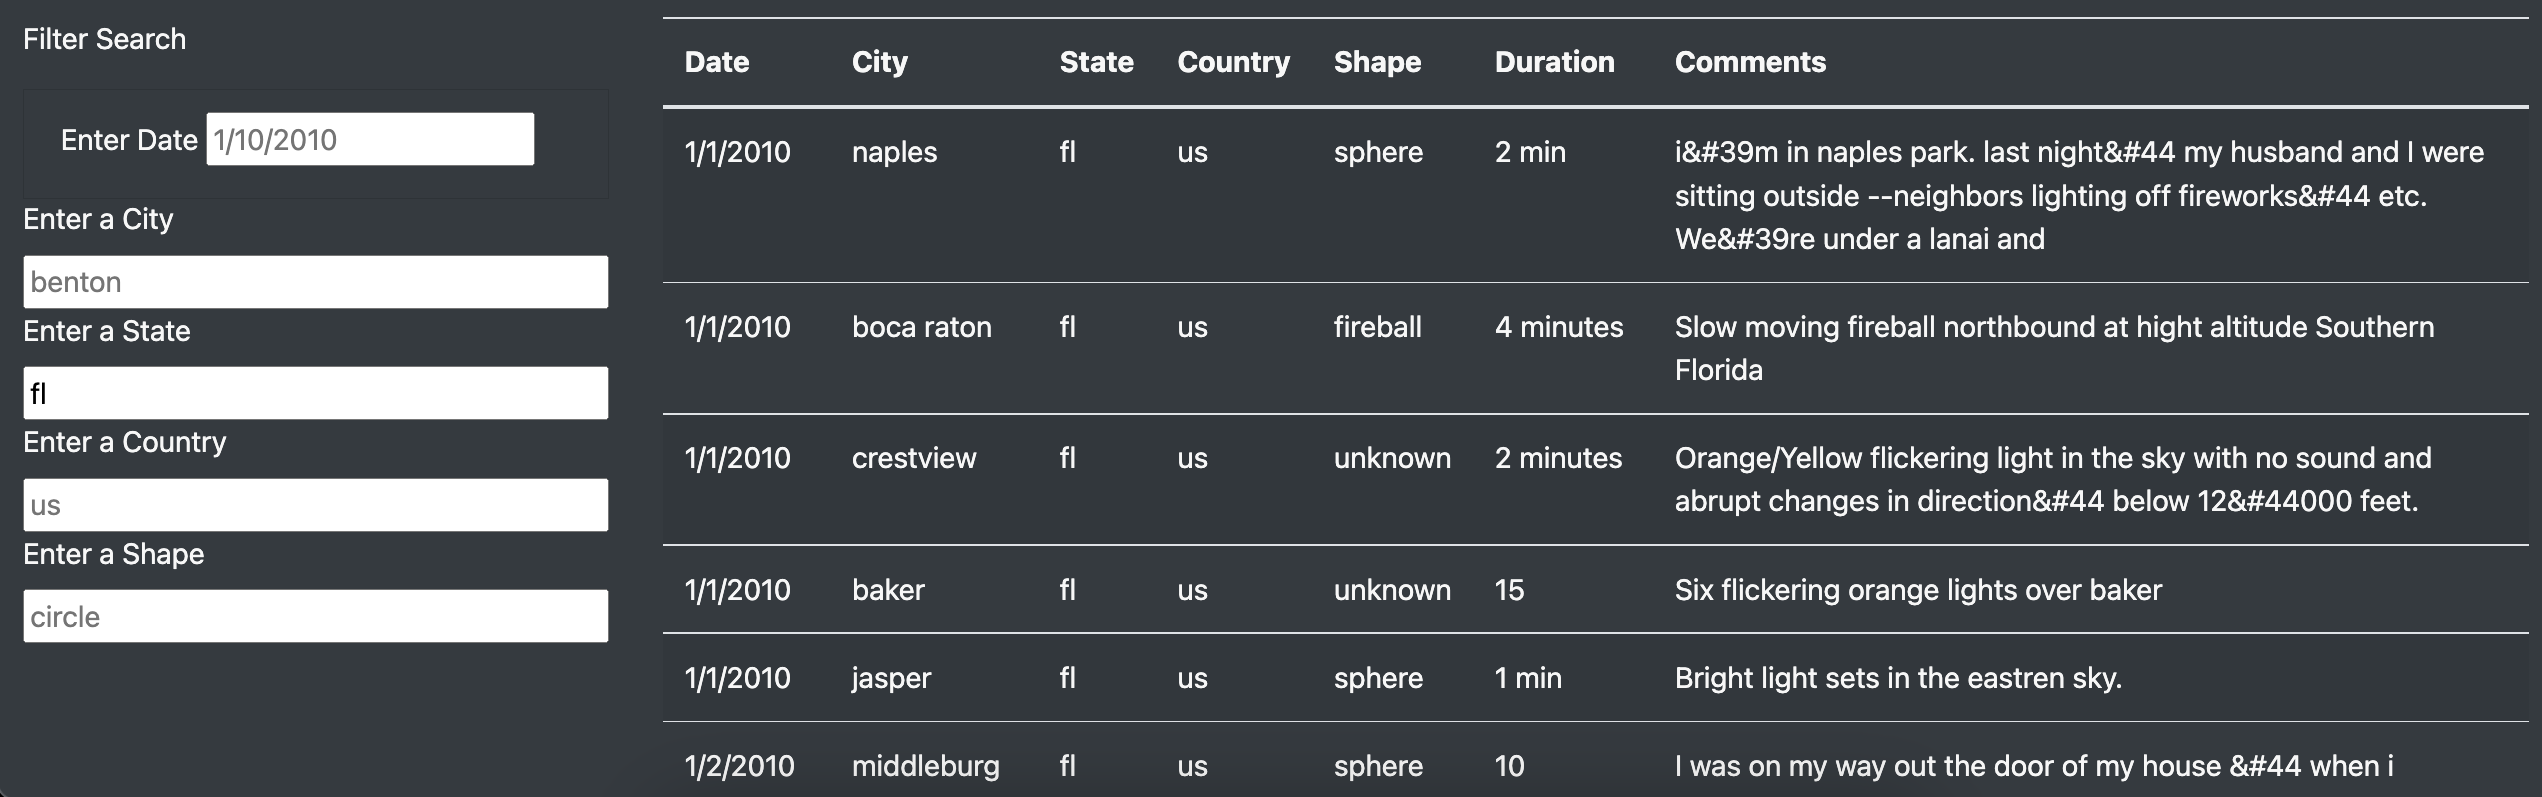 Filter Search
Enter Date 1/10/2010
Enter a City
benton
Enter a State
fl
Enter a Country
us
Enter a Shape
circle
Date City State Country Shape Duration Comments
1/1/2010 naples fl us sphere 2 min i&#39m in naples park. last night&#44 my husband and I were
sitting outside --neighbors lighting off fireworks&#44 etc.
We&#39re under a lanai and
1/1/2010 boca raton fl us fireball 4 minutes Slow moving fireball northbound at hight altitude Southern
Florida
1/1/2010 crestview fl us unknown 2 minutes Orange/Yellow flickering light in the sky with no sound and
abrupt changes in direction&#44 below 12&#44000 feet.
1/1/2010 baker fl us unknown 15 Six flickering orange lights over baker
1/1/2010 jasper fl us sphere 1 min Bright light sets in the eastren sky.
1/2/2010 middleburg fl us sphere 10 I was on my way out the door of my house &#44 when i